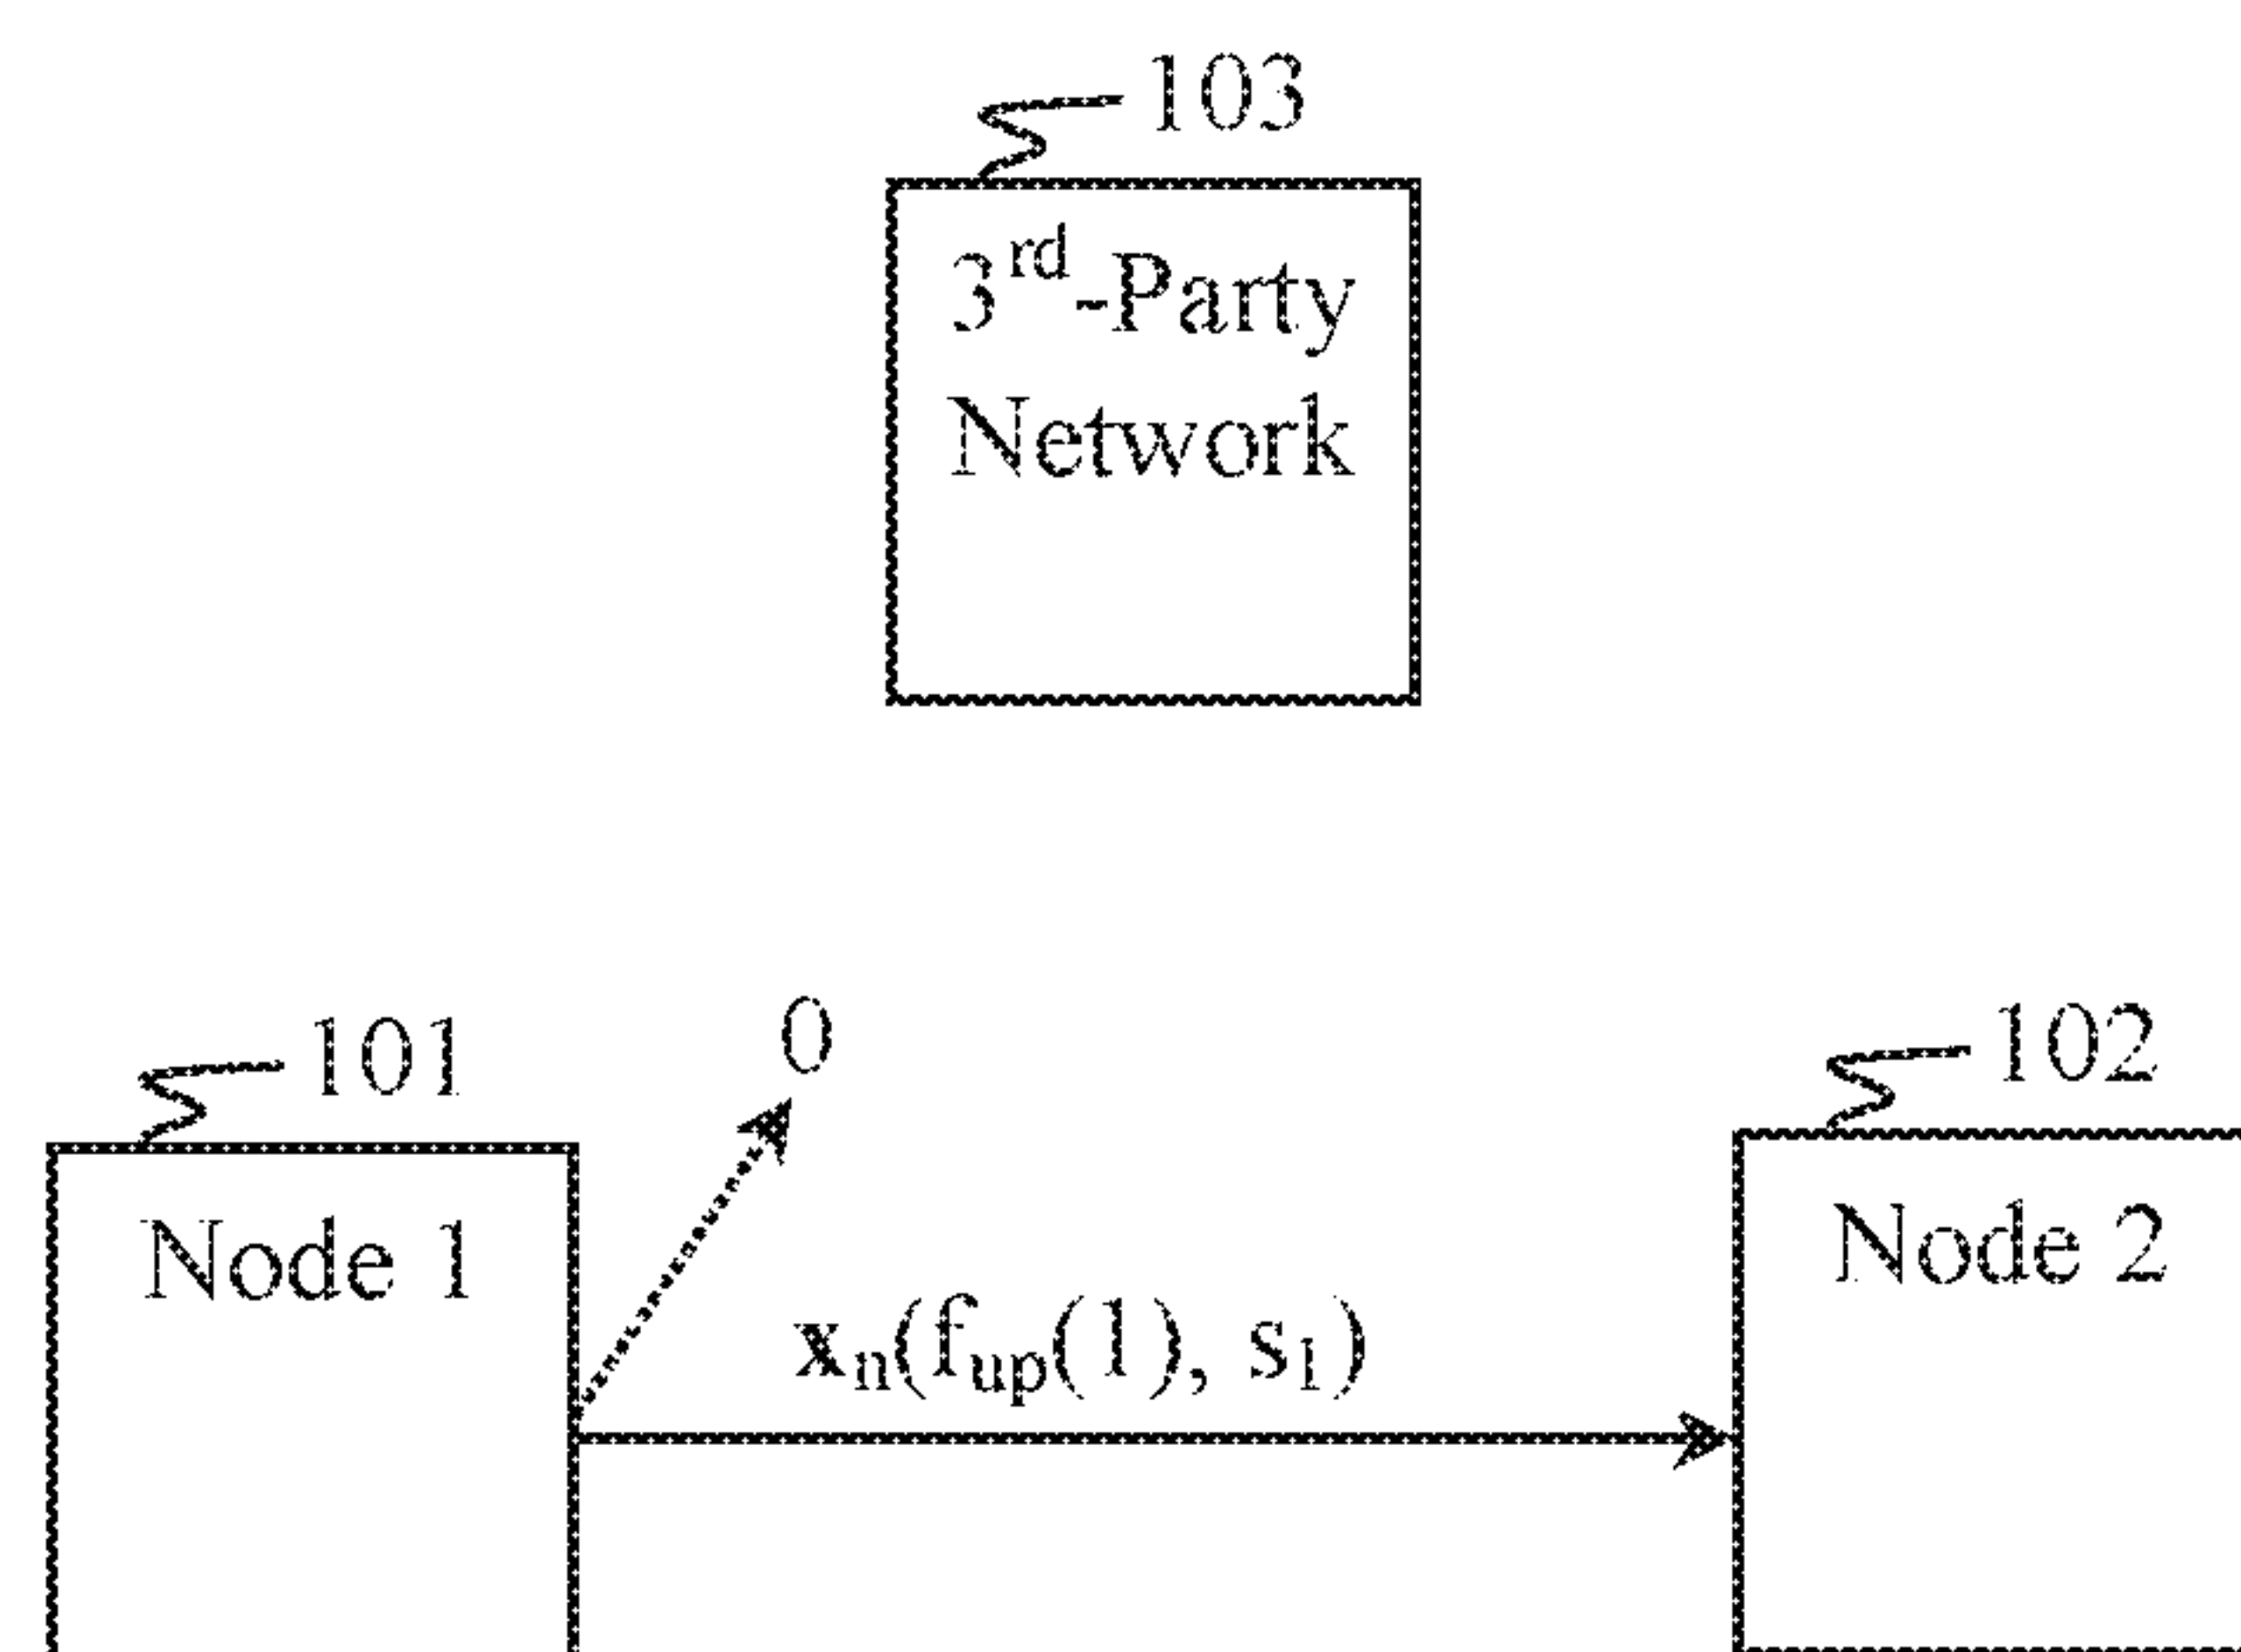 103
3rd-Party
Network
0
101
102
Node 1
Node 2
xn(fup(1), s1)